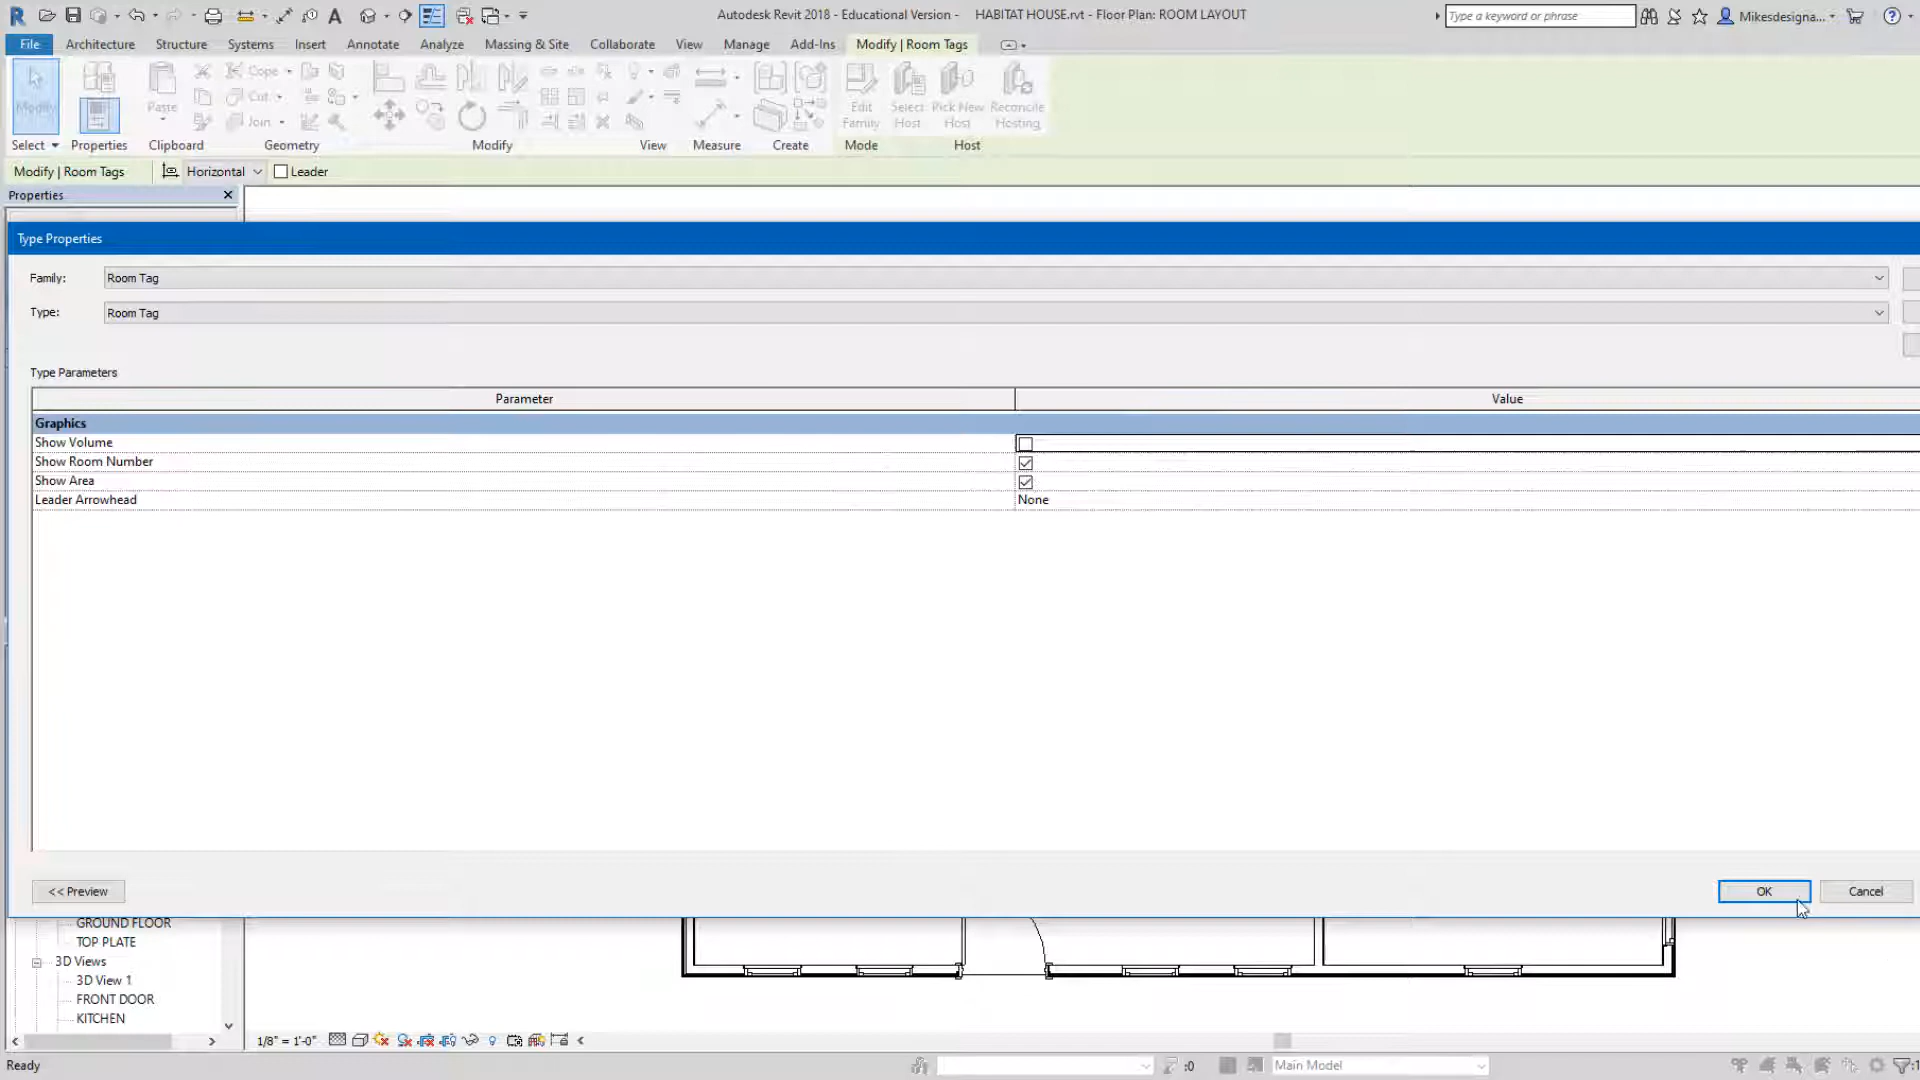 Autodesk Revit 2018 - Educational Version - HABITAT HOUSE.rvt - Floor Plan: ROOM LAYOUT
Type a keyword or phrase
Mikesdesigna...
File Architecture Structure Systems Insert Annotate Analyze Massing & Site Collaborate View Manage Add-Ins Modify | Room Tags
Modify
Paste
Cope
Cut
Join
Edit Family
Select Host
Pick New Host
Reconcile Hosting
Select Properties Clipboard Geometry Modify View Measure Create Mode Host
Modify | Room Tags Horizontal Leader
Properties
Type Properties
Family: Room Tag
Type: Room Tag
Type Parameters
Parameter Value
Graphics
Show Volume
Show Room Number
Show Area
Leader Arrowhead None
<< Preview OK Cancel
GROUND FLOOR
TOP PLATE
3D Views
3D View 1
FRONT DOOR
KITCHEN
1/8" = 1'-0"
Ready :0 Main Model :1